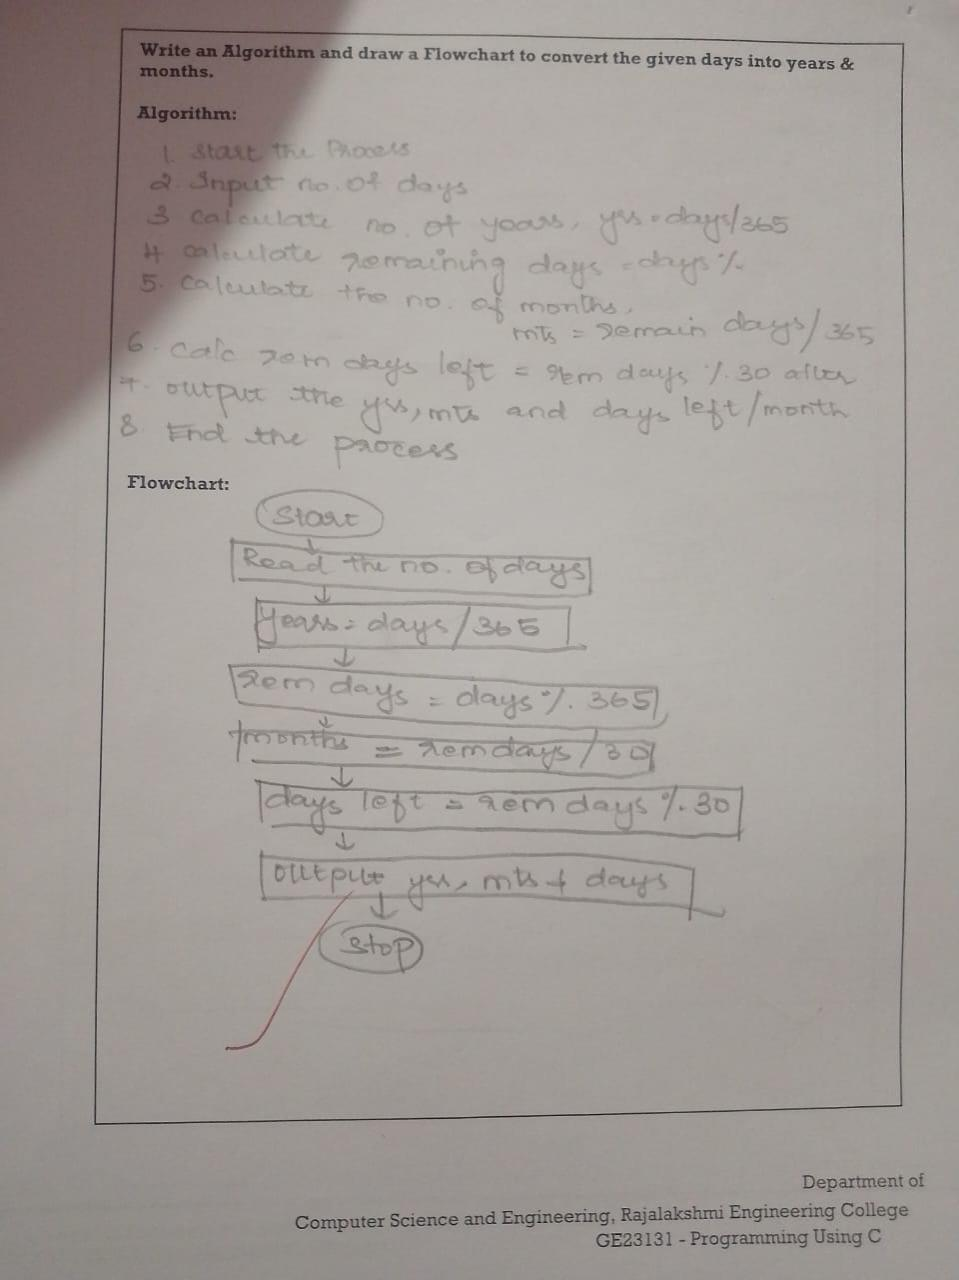 Write an Algorithm and draw a Flowchart to convert the given days into years &
months.
Algorithm:
1. Start the Process
2. Input no. of days
3 Calculate no. of years, yrs = days/365
4 calculate remaining days = days %
5. Calculate the no. of months,
mts = remain days/365
6. Calc rem days left = rem days %. 30 after
7. output the yrs, mts and days left/month
8. End the process
Flowchart:
Start
Read the no. of days
Years = days/365
rem days = days %. 365
months = rem days/30
days left = rem days %. 30
output yrs, mts + days
Stop
Department of
Computer Science and Engineering, Rajalakshmi Engineering College
GE23131 - Programming Using C